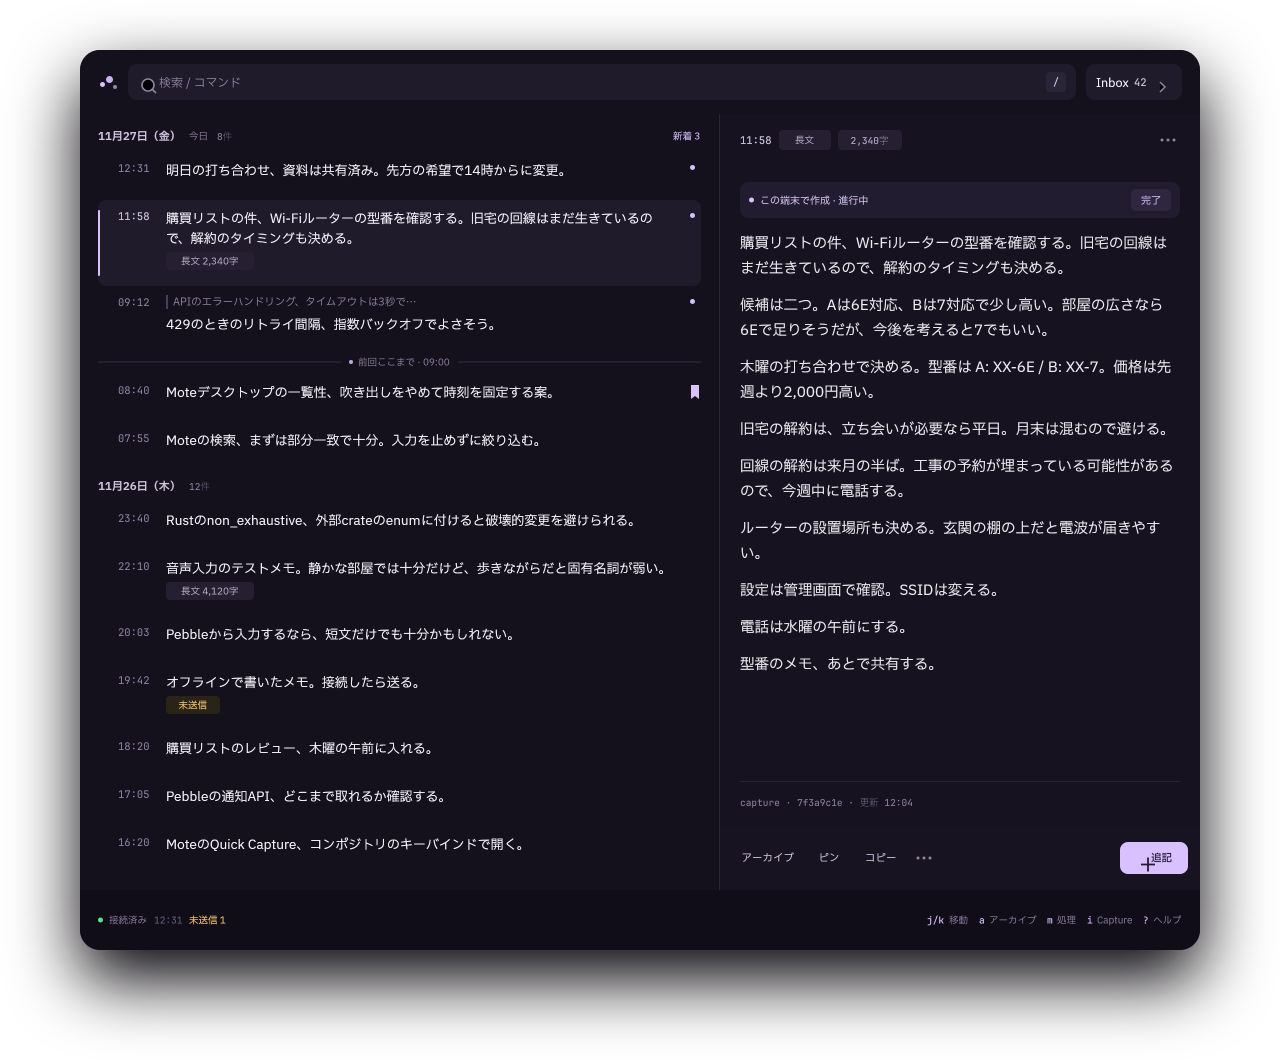 検索 / コマンド
/
Inbox 42
11月27日（金） 今日 8件
新着 3
12:31 明日の打ち合わせ、資料は共有済み。先方の希望で14時からに変更。
11:58 購買リストの件、Wi-Fiルーターの型番を確認する。旧宅の回線はまだ生きているの
で、解約のタイミングも決める。
長文 2,340字
09:12 APIのエラーハンドリング、タイムアウトは3秒で…
429のときのリトライ間隔、指数バックオフでよさそう。
前回ここまで · 09:00
08:40 Moteデスクトップの一覧性、吹き出しをやめて時刻を固定する案。
07:55 Moteの検索、まずは部分一致で十分。入力を止めずに絞り込む。
11月26日（木） 12件
23:40 Rustのnon_exhaustive、外部crateのenumに付けると破壊的変更を避けられる。
22:10 音声入力のテストメモ。静かな部屋では十分だけど、歩きながらだと固有名詞が弱い。
長文 4,120字
20:03 Pebbleから入力するなら、短文だけでも十分かもしれない。
19:42 オフラインで書いたメモ。接続したら送る。
未送信
18:20 購買リストのレビュー、木曜の午前に入れる。
17:05 Pebbleの通知API、どこまで取れるか確認する。
16:20 MoteのQuick Capture、コンポジトリのキーバインドで開く。
11:58 長文 2,340字
この端末で作成 · 進行中
完了
購買リストの件、Wi-Fiルーターの型番を確認する。旧宅の回線は
まだ生きているので、解約のタイミングも決める。
候補は二つ。Aは6E対応、Bは7対応で少し高い。部屋の広さなら
6Eで足りそうだが、今後を考えると7でもいい。
木曜の打ち合わせで決める。型番は A: XX-6E / B: XX-7。価格は先
週より2,000円高い。
旧宅の解約は、立ち会いが必要なら平日。月末は混むので避ける。
回線の解約は来月の半ば。工事の予約が埋まっている可能性がある
ので、今週中に電話する。
ルーターの設置場所も決める。玄関の棚の上だと電波が届きやす
い。
設定は管理画面で確認。SSIDは変える。
電話は水曜の午前にする。
型番のメモ、あとで共有する。
capture · 7f3a9c1e · 更新 12:04
アーカイブ ピン コピー
追記
接続済み 12:31 未送信 1
j/k 移動 a アーカイブ m 処理 i Capture ? ヘルプ